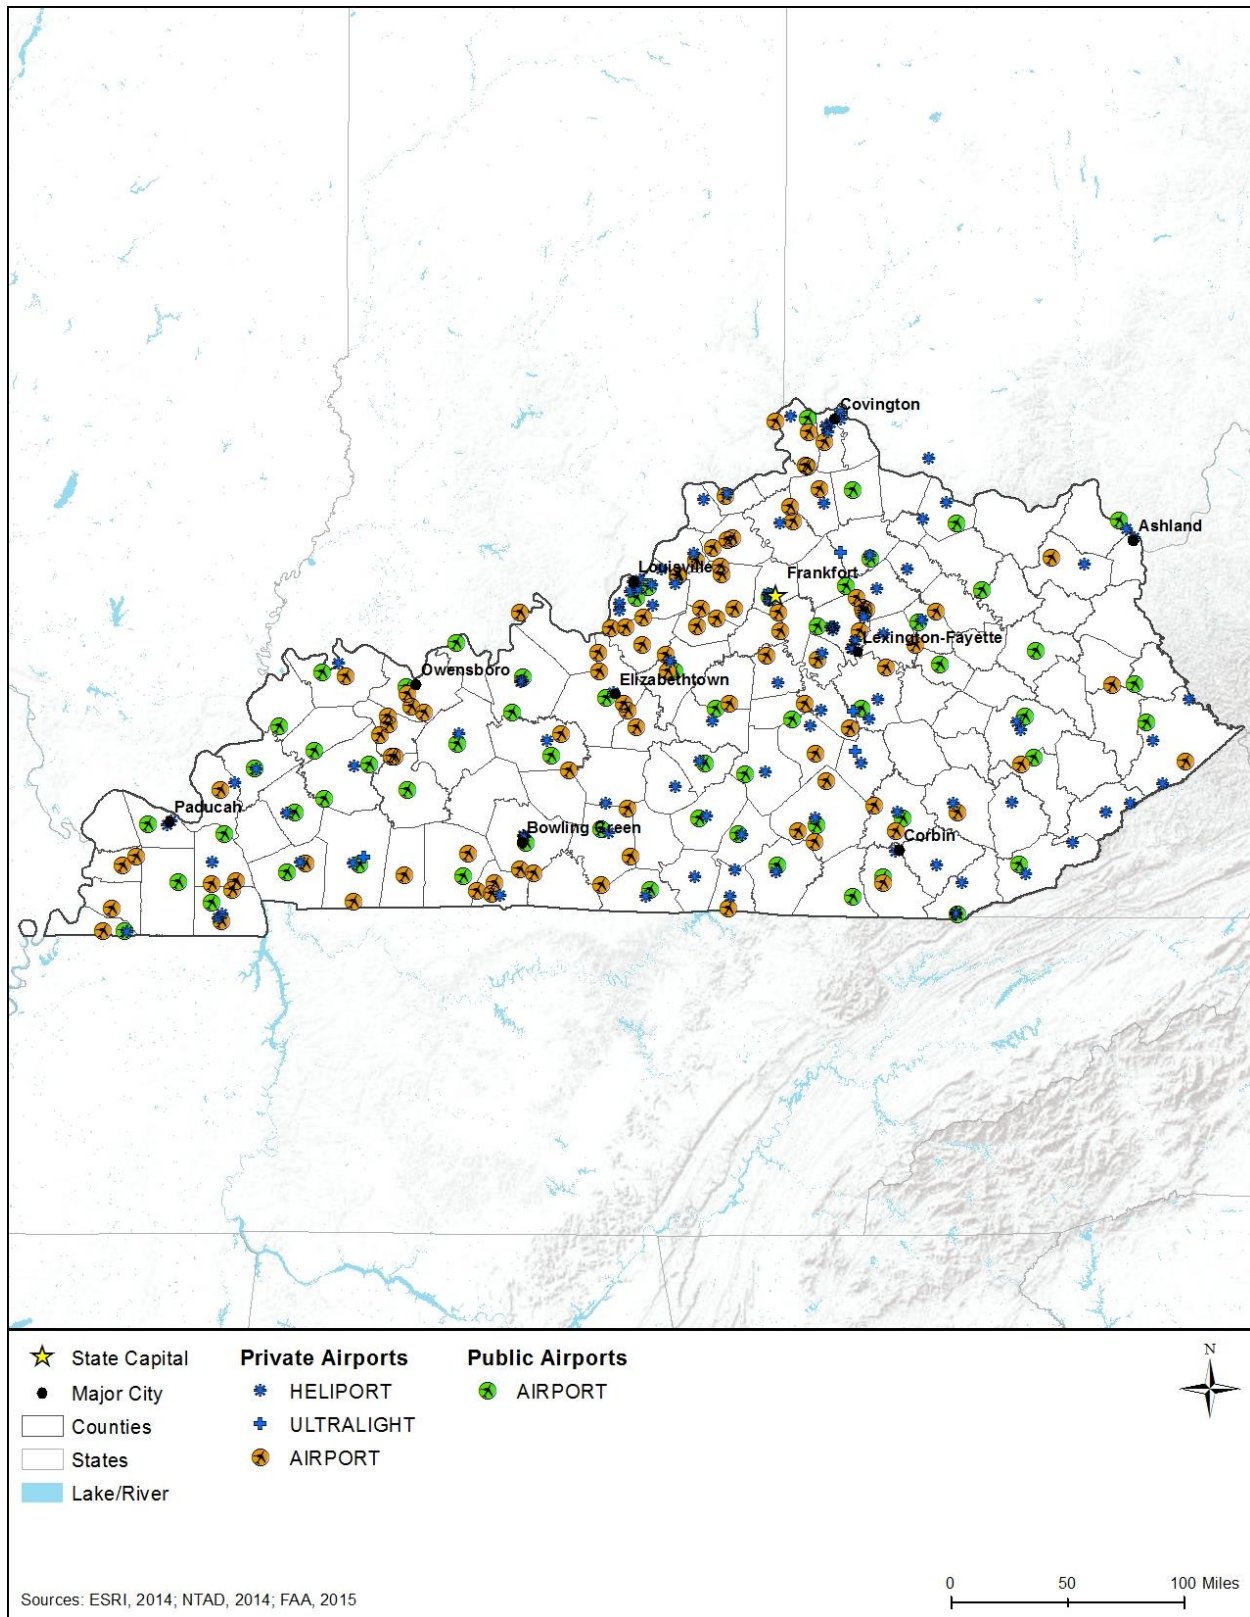 Covington
Ashland
Louisville
Frankfort
Lexington-Fayette
Owensboro
Elizabethtown
Paducah
Bowling Green
Corbin
State Capital
Major City
Counties
States
Lake/River
Private Airports
HELIPORT
ULTRALIGHT
AIRPORT
Public Airports
AIRPORT
N
0 50 100 Miles
Sources: ESRI, 2014; NTAD, 2014; FAA, 2015